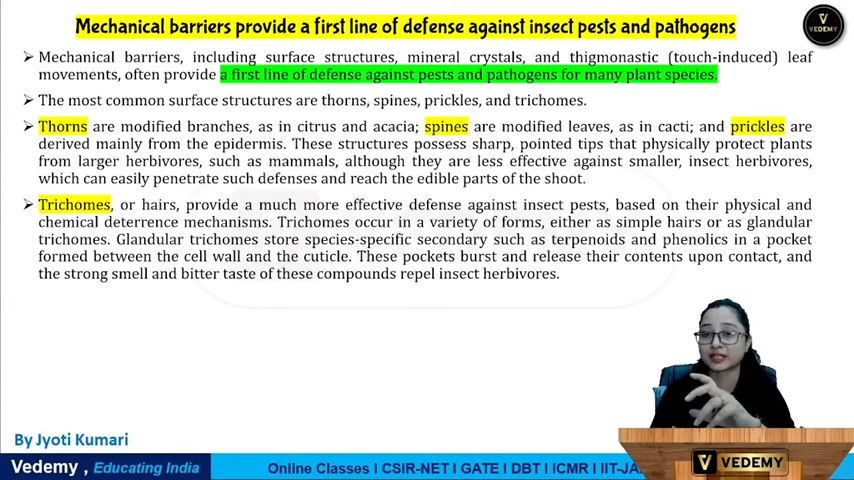 Mechanical barriers provide a first line of defense against insect pests and pathogens
VEDEMY
➢ Mechanical barriers, including surface structures, mineral crystals, and thigmonastic (touch-induced) leaf
movements, often provide a first line of defense against pests and pathogens for many plant species.
➢ The most common surface structures are thorns, spines, prickles, and trichomes.
➢ Thorns are modified branches, as in citrus and acacia; spines are modified leaves, as in cacti; and prickles are
derived mainly from the epidermis. These structures possess sharp, pointed tips that physically protect plants
from larger herbivores, such as mammals, although they are less effective against smaller, insect herbivores,
which can easily penetrate such defenses and reach the edible parts of the shoot.
➢ Trichomes, or hairs, provide a much more effective defense against insect pests, based on their physical and
chemical deterrence mechanisms. Trichomes occur in a variety of forms, either as simple hairs or as glandular
trichomes. Glandular trichomes store species-specific secondary such as terpenoids and phenolics in a pocket
formed between the cell wall and the cuticle. These pockets burst and release their contents upon contact, and
the strong smell and bitter taste of these compounds repel insect herbivores.
By Jyoti Kumari
Vedemy , Educating India
Online Classes I CSIR-NET I GATE I DBT I ICMR I IIT-JA
VEDEMY